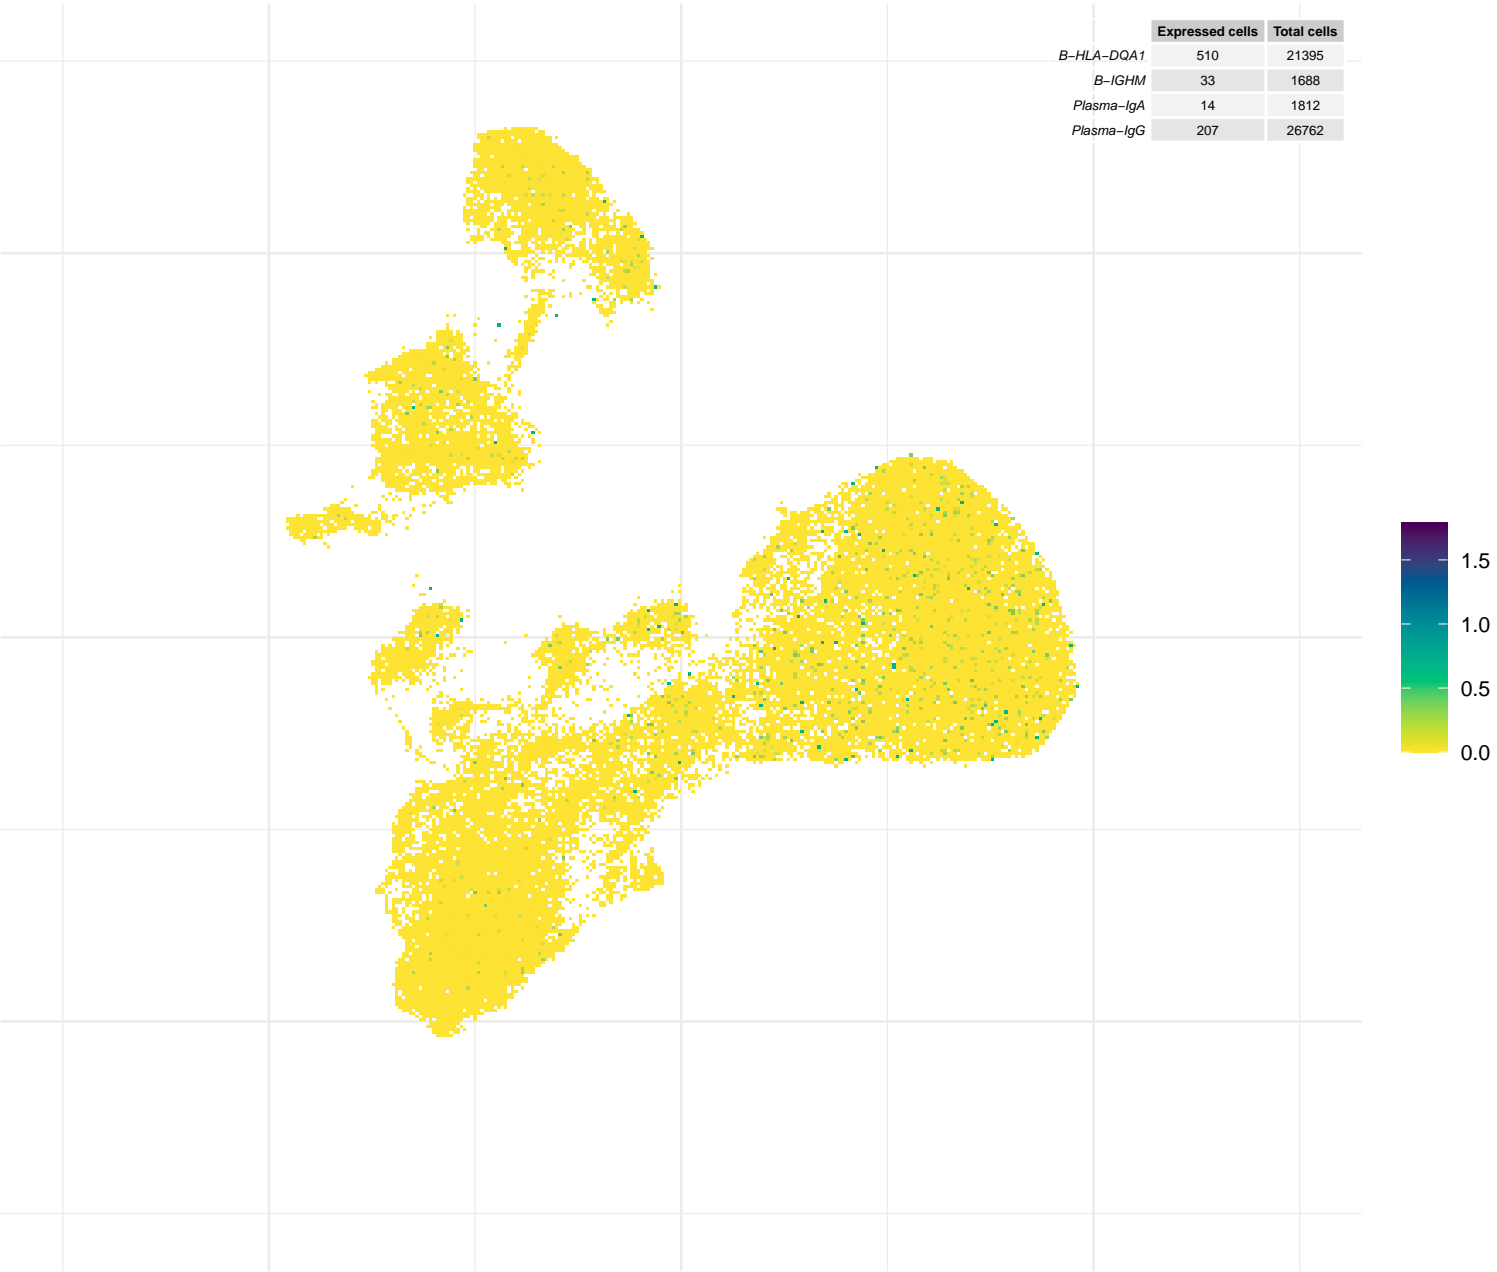 Expressed cells Total cells
B−HLA−DQA1 510 21395
B−IGHM 33 1688
Plasma−IgA 14 1812
Plasma−IgG 207 26762
1.5
1.0
0.5
0.0